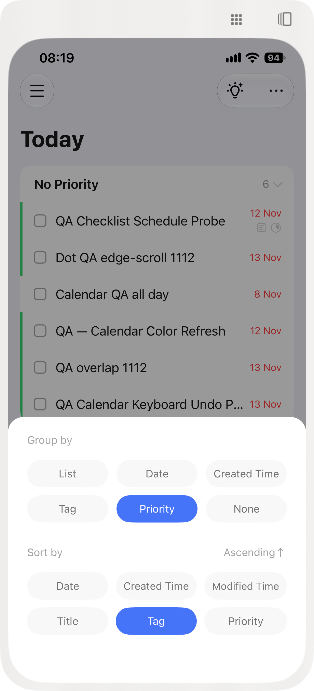 08:19
94
Today
No Priority
6
QA Checklist Schedule Probe
12 Nov
Dot QA edge-scroll 1112
13 Nov
Calendar QA all day
8 Nov
QA — Calendar Color Refresh
12 Nov
QA overlap 1112
13 Nov
QA Calendar Keyboard Undo P...
13 Nov
Group by
List
Date
Created Time
Tag
Priority
None
Sort by
Ascending↑
Date
Created Time
Modified Time
Title
Tag
Priority